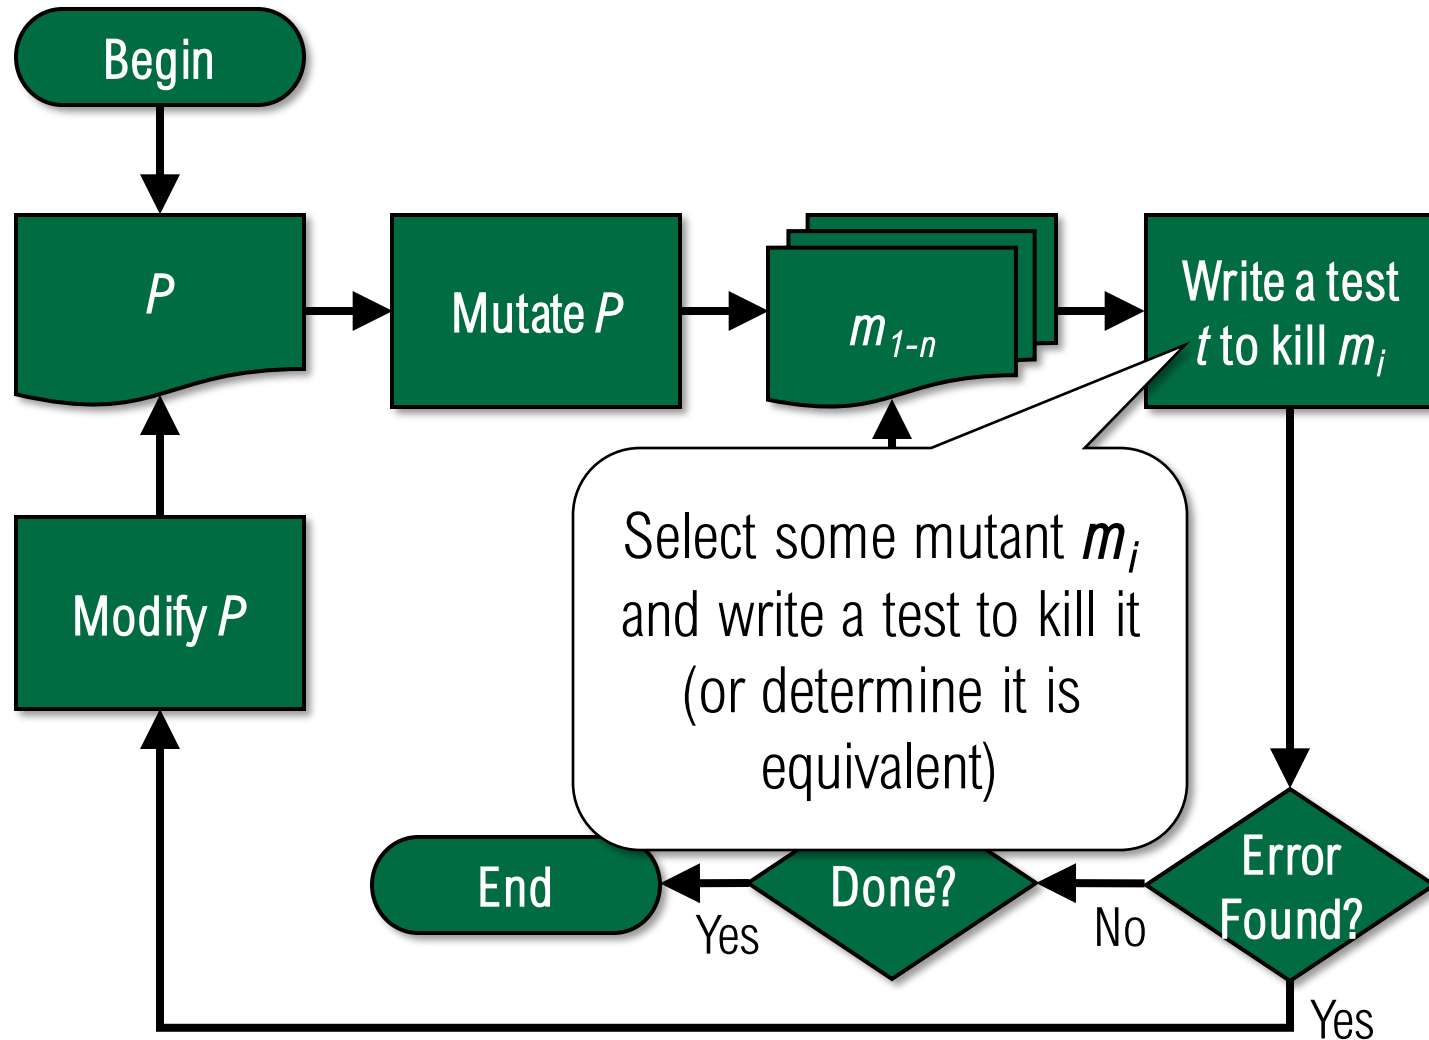 Begin
P
Mutate P
m1-n
Write a test
t to kill mi
Modify P
Select some mutant mi
and write a test to kill it
(or determine it is
equivalent)
End
Yes
Done?
No
Error
Found?
Yes